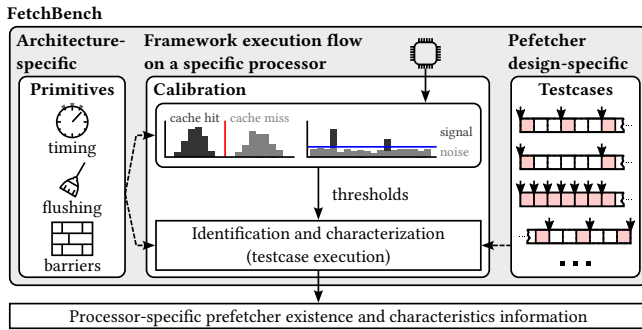 FetchBench
Architecture-
specific
Primitives
timing
flushing
barriers
Framework execution flow
on a specific processor
Calibration
cache hit
cache miss
signal
noise
thresholds
Identification and characterization
(testcase execution)
Pefetcher
design-specific
Testcases
...
...
...
...
...
...
Processor-specific prefetcher existence and characteristics information